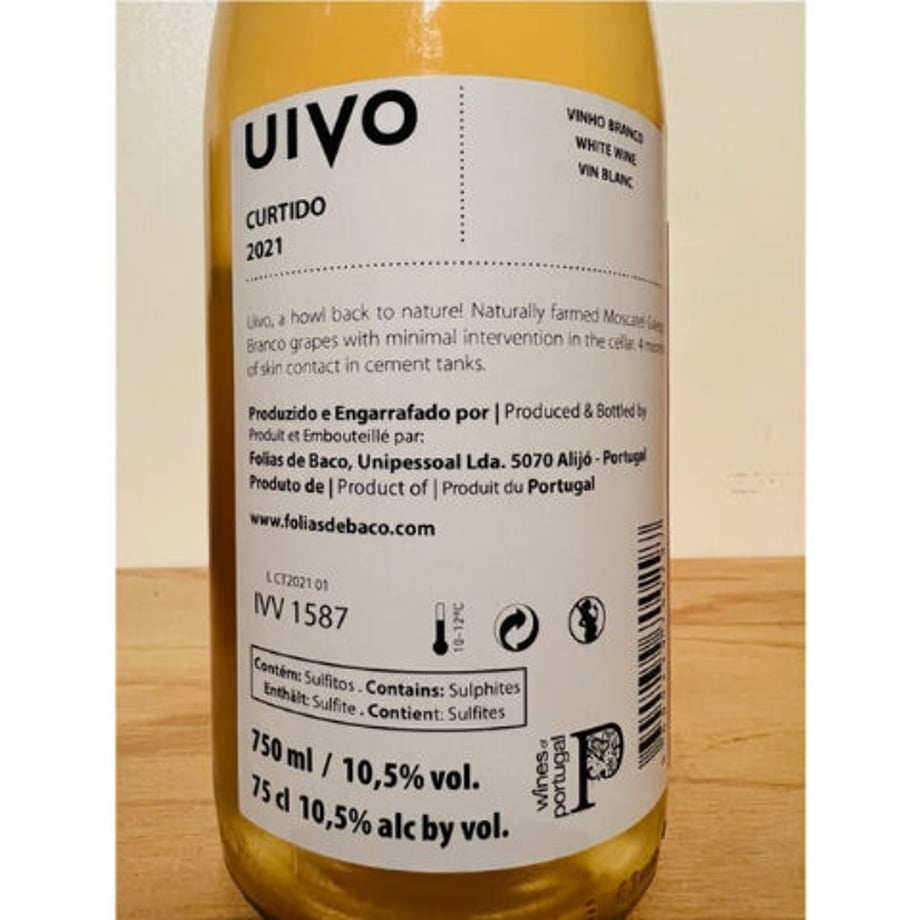 UIVO
CURTIDO
2021
VINHO BRANCO
WHITE WINE
VIN BLANC
Uivo, a howl back to nature! Naturally farmed Moscatel
Branco grapes with minimal intervention in the cellar, 4
of skin contact in cement tanks.
Produzido e Engarrafado por | Produced & Bottled by
Produit et Embouteillé par:
Folias de Baco, Unipessoal Lda. 5070 Alijó - Portugal
Produto de | Product of | Produit du Portugal
www.foliasdebaco.com
L CT2021 01
IVV 1587
10-12ºC
Contém: Sulfitos . Contains: Sulphites
Enthält: Sulfite . Contient: Sulfites
750 ml / 10,5% vol.
75 cl 10,5% alc by vol.
wines of
portugal
P